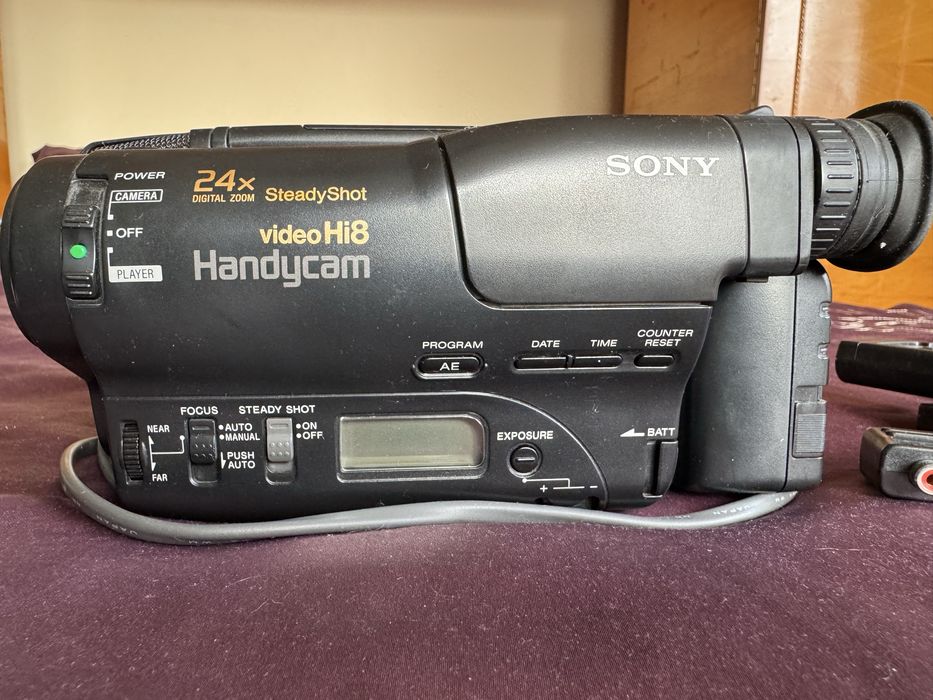 SONY
POWER
CAMERA
OFF
PLAYER
24x
DIGITAL ZOOM
SteadyShot
video Hi8
Handycam
PROGRAM
AE
DATE
TIME
COUNTER
RESET
FOCUS
NEAR
FAR
AUTO
MANUAL
PUSH
AUTO
STEADY SHOT
ON
OFF
EXPOSURE
+ −
BATT